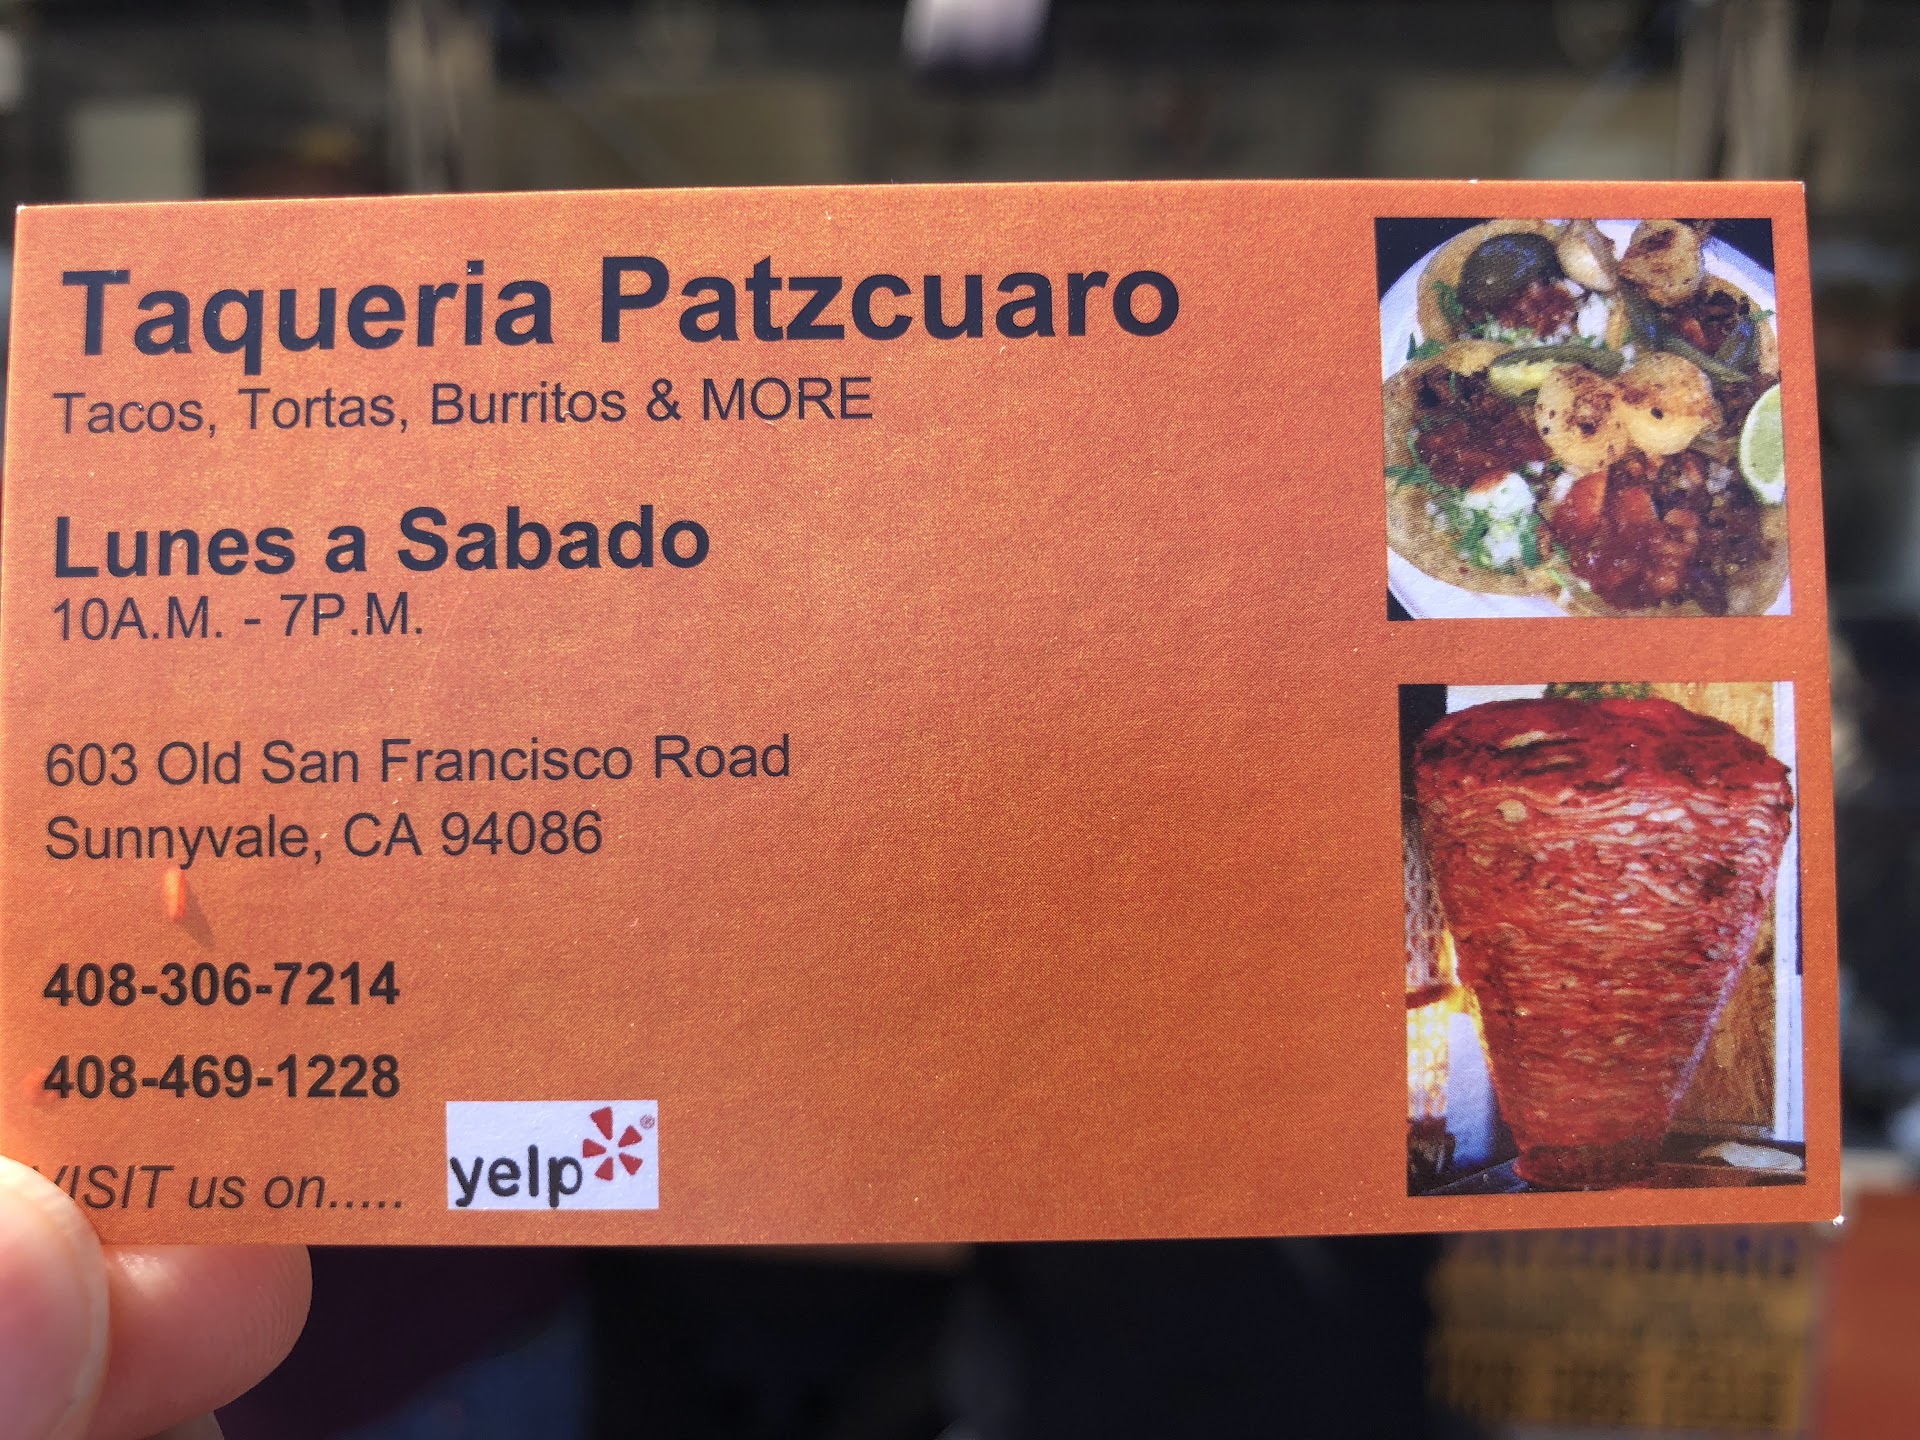 Taqueria Patzcuaro
Tacos, Tortas, Burritos & MORE
Lunes a Sabado
10A.M. - 7P.M.
603 Old San Francisco Road
Sunnyvale, CA 94086
408-306-7214
408-469-1228
VISIT us on.....
yelp®